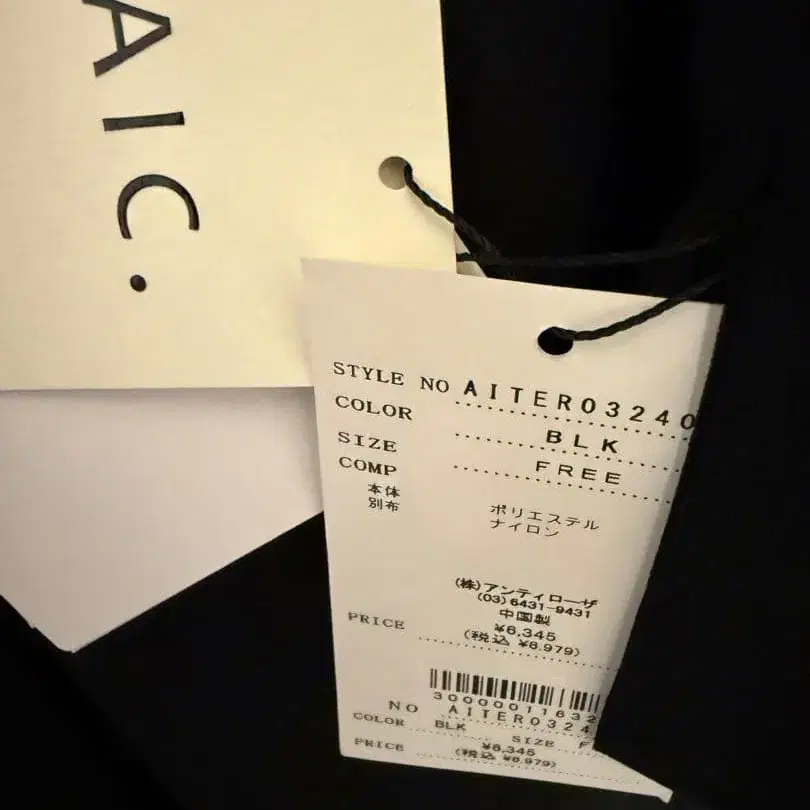 AIC.
STYLE NO AITER03240
COLOR BLK
SIZE FREE
COMP
本体 ポリエステル
別布 ナイロン
(株)アンティローザ
(03)6431-9431
中国製
PRICE ¥6,345
(税込 ¥6,979)
30000011632
NO AITER0324
COLOR BLK SIZE F
PRICE ¥6,345
(税込 ¥6,979)